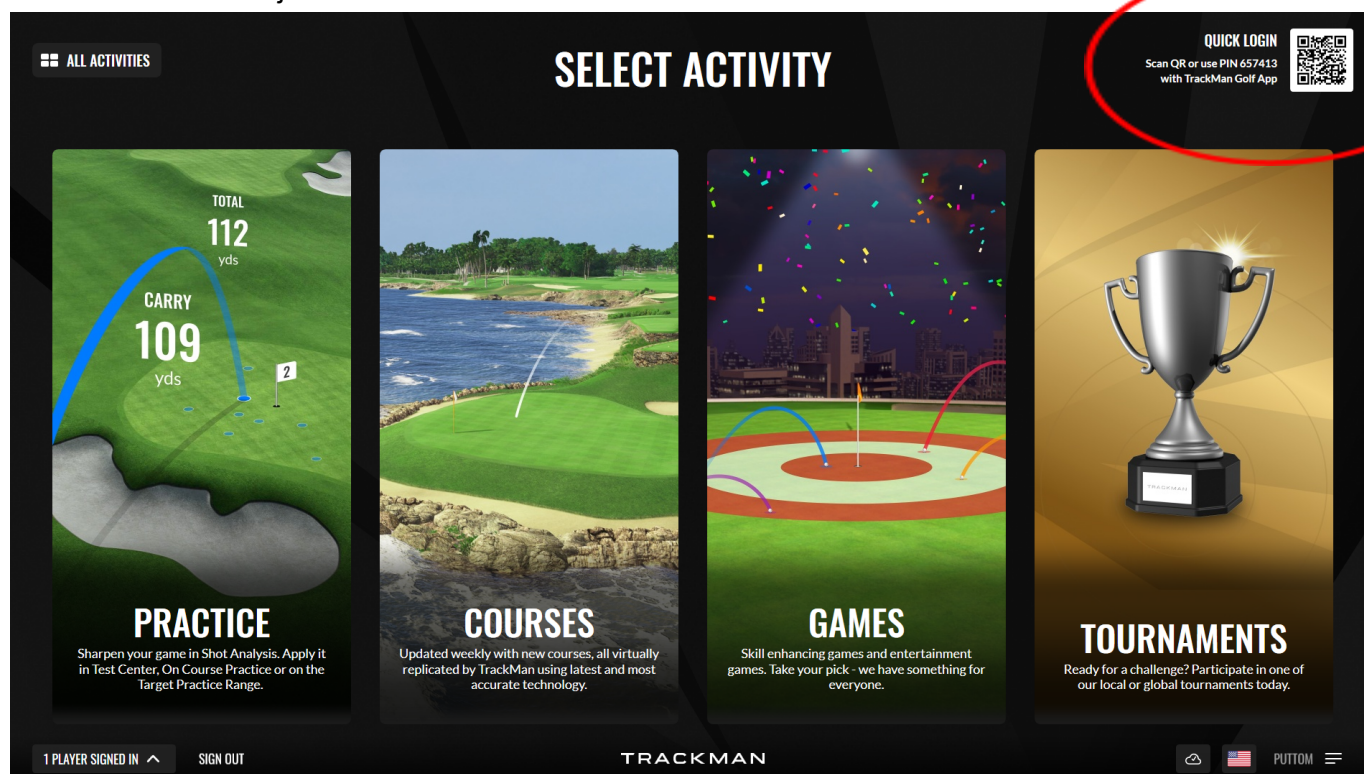 ALL ACTIVITIES
SELECT ACTIVITY
QUICK LOGIN
Scan QR or use PIN 657413
with TrackMan Golf App
TOTAL
112
yds
CARRY
109
yds
2
TRACKMAN
PRACTICE
Sharpen your game in Shot Analysis. Apply it
in Test Center, On Course Practice or on the
Target Practice Range.
COURSES
Updated weekly with new courses, all virtually
replicated by TrackMan using latest and most
accurate technology.
GAMES
Skill enhancing games and entertainment
games. Take your pick - we have something for
everyone.
TOURNAMENTS
Ready for a challenge? Participate in one of
our local or global tournaments today.
1 PLAYER SIGNED IN
SIGN OUT
TRACKMAN
PUTTOM